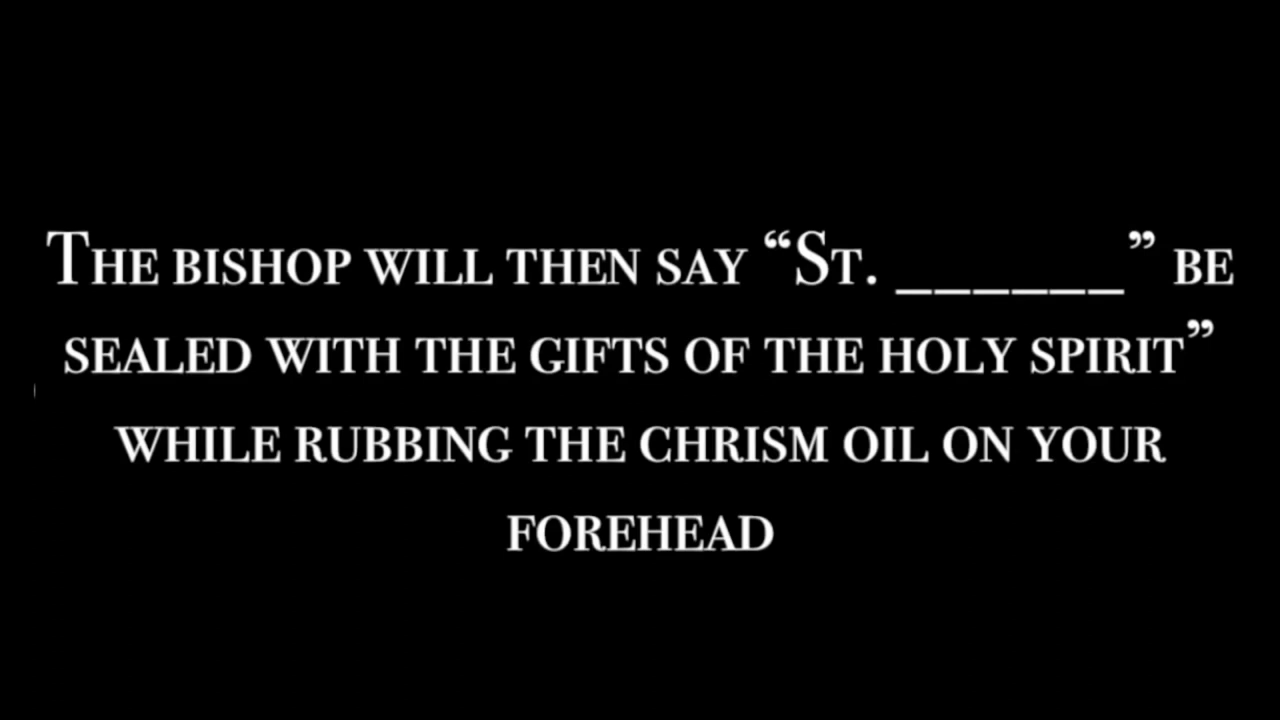 The bishop will then say “St. ______” be
sealed with the gifts of the holy spirit”
while rubbing the chrism oil on your
forehead